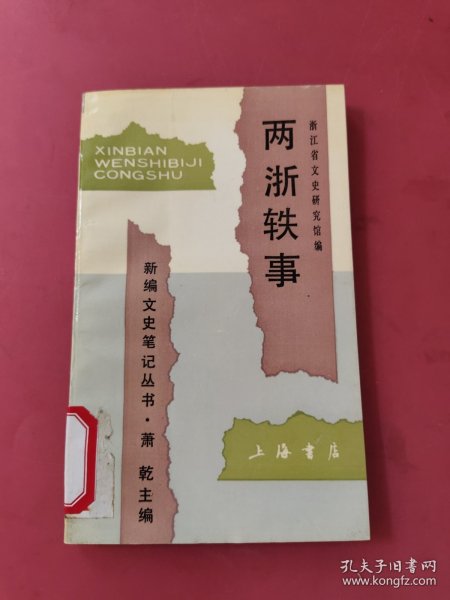 XINBIAN
WENSHIBIJI
CONGSHU
两浙轶事
浙江省文史研究馆编
新编文史笔记丛书·萧乾主编
上海书店
孔夫子旧书网
www.kongfz.com